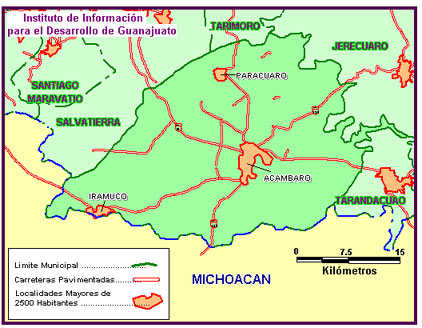 Instituto de Información
para el Desarrollo de Guanajuato
TARIMORO
JERECUARO
PARACUARO
SANTIAGO
MARAVATIO
SALVATIERRA
ACAMBARO
IRAMUCO
TARANDACUAO
MICHOACAN
0 7.5 15
Kilómetros
Limite Municipal
Carreteras Pavimentadas
Localidades Mayores de
2500 Habitantes